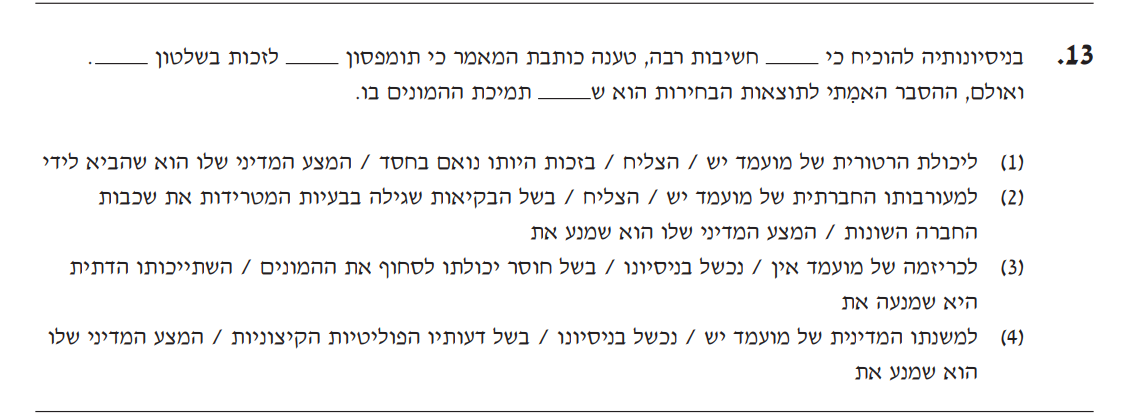 13. בניסיונותיה להוכיח כי _____ חשיבות רבה, טענה כותבת המאמר כי תומפסון _____ לזכות בשלטון _____.
ואולם, ההסבר האמִתי לתוצאות הבחירות הוא ש_____ תמיכת ההמונים בו.
(1) ליכולת הרטורית של מועמד יש / הצליח / בזכות היותו נואם בחסד / המצע המדיני שלו הוא שהביא לידי
(2) למעורבותו החברתית של מועמד יש / הצליח / בשל הבקיאות שגילה בבעיות המטרידות את שכבות
החברה השונות / המצע המדיני שלו הוא שמנע את
(3) לכריזמה של מועמד אין / נכשל בניסיונו / בשל חוסר יכולתו לסחוף את ההמונים / השתייכותו הדתית
היא שמנעה את
(4) למשנתו המדינית של מועמד יש / נכשל בניסיונו / בשל דעותיו הפוליטיות הקיצוניות / המצע המדיני שלו
הוא שמנע את